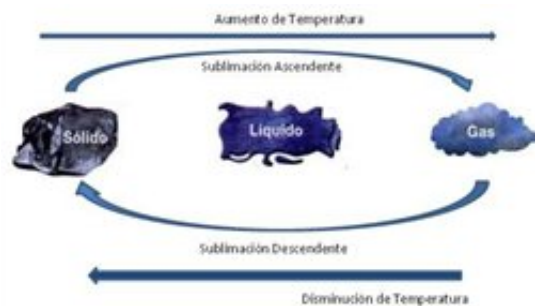 Aumento de Temperatura
Sublimación Ascendente
Sólido
Líquido
Gas
Sublimación Descendente
Disminución de Temperatura